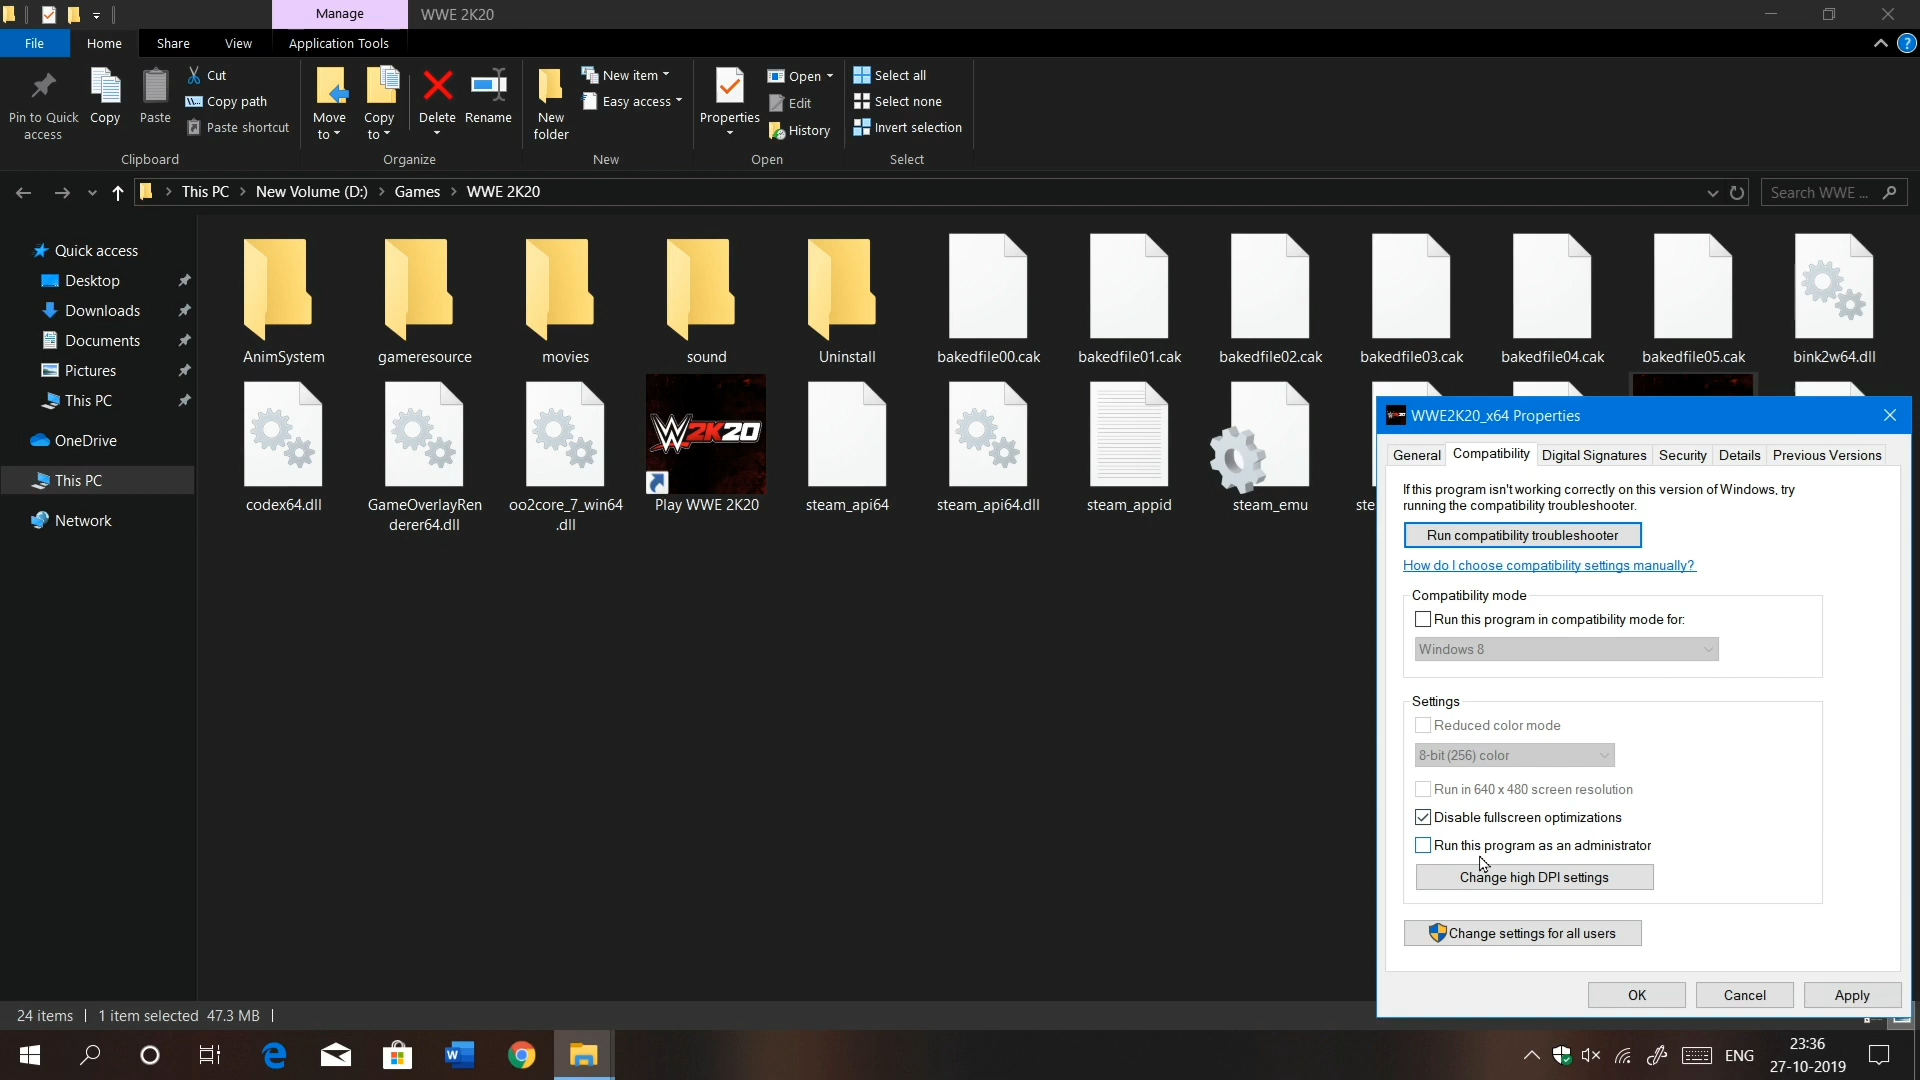 Manage
WWE 2K20
File
Home
Share
View
Application Tools
Pin to Quick
access
Copy
Paste
Cut
Copy path
Paste shortcut
Clipboard
Move
to
Copy
to
Delete
Rename
Organize
New
folder
New item
Easy access
New
Properties
Open
Edit
History
Open
Select all
Select none
Invert selection
Select
This PC > New Volume (D:) > Games > WWE 2K20
Search WWE ...
Quick access
Desktop
Downloads
Documents
Pictures
This PC
OneDrive
This PC
Network
AnimSystem
gameresource
movies
sound
Uninstall
bakedfile00.cak
bakedfile01.cak
bakedfile02.cak
bakedfile03.cak
bakedfile04.cak
bakedfile05.cak
bink2w64.dll
codex64.dll
GameOverlayRen
derer64.dll
oo2core_7_win64
.dll
W2K20
Play WWE 2K20
steam_api64
steam_api64.dll
steam_appid
steam_emu
ste
WWE2K20_x64 Properties
General
Compatibility
Digital Signatures
Security
Details
Previous Versions
If this program isn't working correctly on this version of Windows, try
running the compatibility troubleshooter.
Run compatibility troubleshooter
How do I choose compatibility settings manually?
Compatibility mode
Run this program in compatibility mode for:
Windows 8
Settings
Reduced color mode
8-bit (256) color
Run in 640 x 480 screen resolution
Disable fullscreen optimizations
Run this program as an administrator
Change high DPI settings
Change settings for all users
OK
Cancel
Apply
24 items
1 item selected 47.3 MB
ENG
23:36
27-10-2019